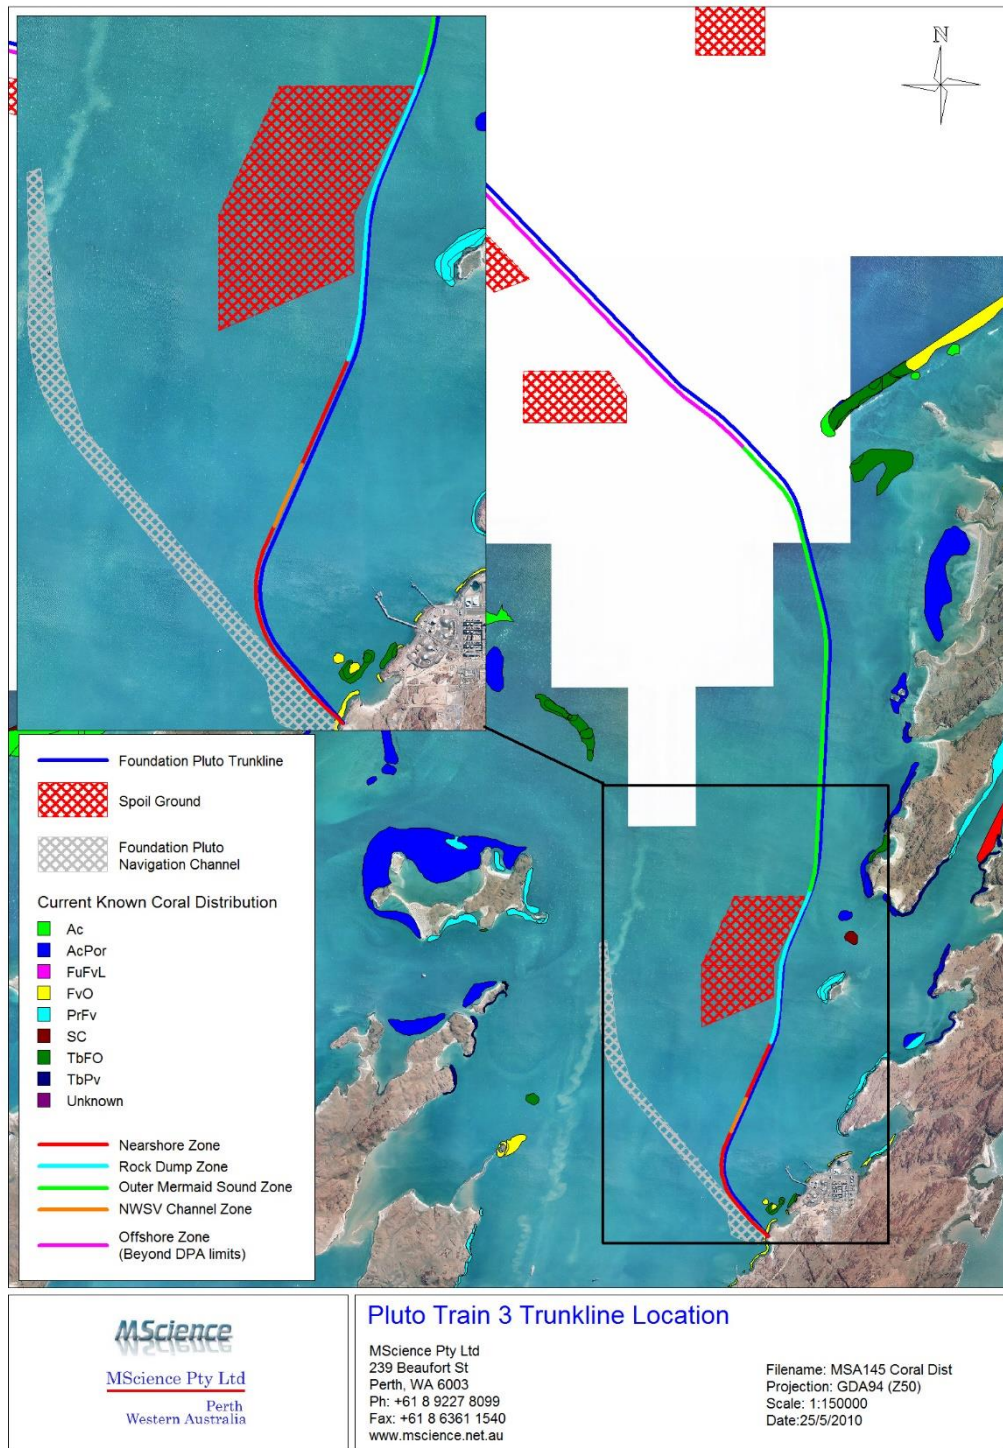 N
Foundation Pluto Trunkline
Spoil Ground
Foundation Pluto
Navigation Channel
Current Known Coral Distribution
Ac
AcPor
FuFvL
FvO
PrFv
SC
TbFO
TbPv
Unknown
Nearshore Zone
Rock Dump Zone
Outer Mermaid Sound Zone
NWSV Channel Zone
Offshore Zone
(Beyond DPA limits)
MScience
MScience Pty Ltd
Perth
Western Australia
Pluto Train 3 Trunkline Location
MScience Pty Ltd
239 Beaufort St
Perth, WA 6003
Ph: +61 8 9227 8099
Fax: +61 8 6361 1540
www.mscience.net.au
Filename: MSA145 Coral Dist
Projection: GDA94 (Z50)
Scale: 1:150000
Date:25/5/2010